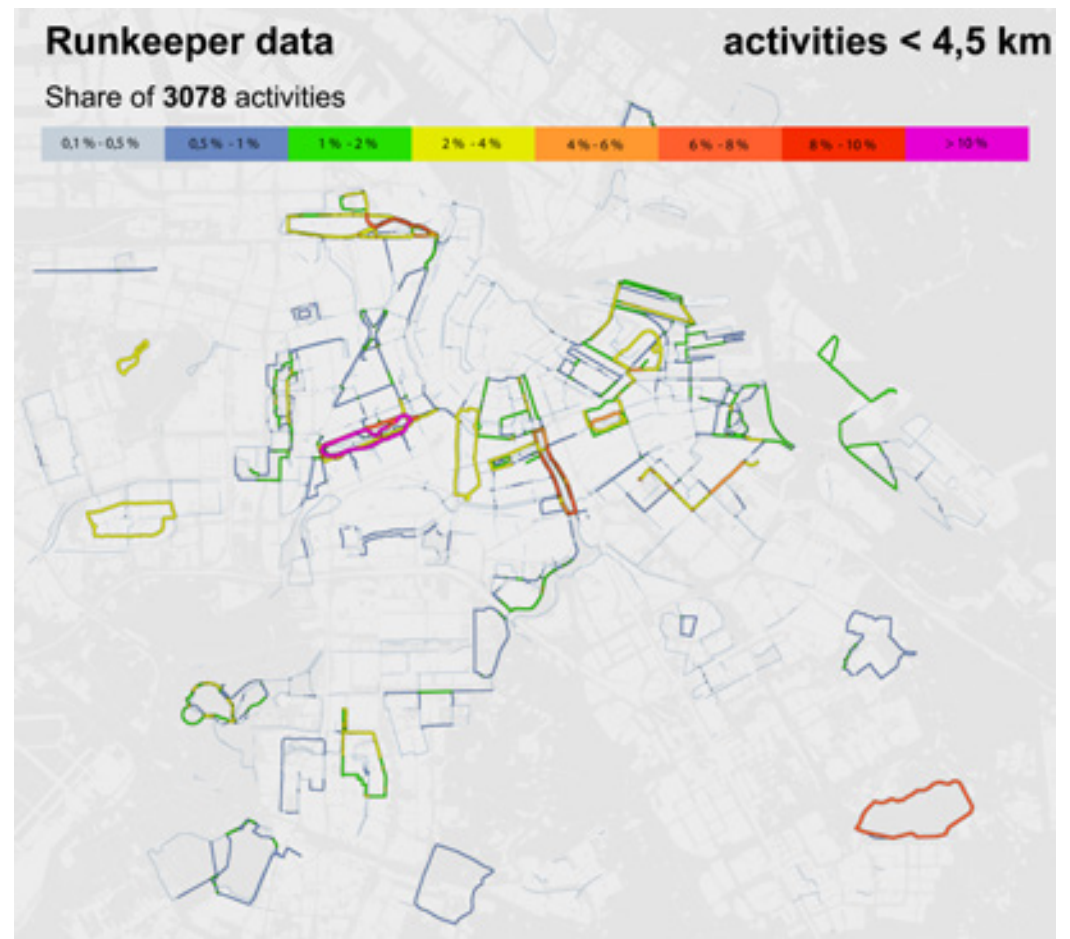 Runkeeper data
activities < 4,5 km
Share of 3078 activities
0,1 % - 0,5 %
0,5 % - 1 %
1 % - 2 %
2 % - 4 %
4 % - 6 %
6 % - 8 %
8 % - 10 %
> 10 %